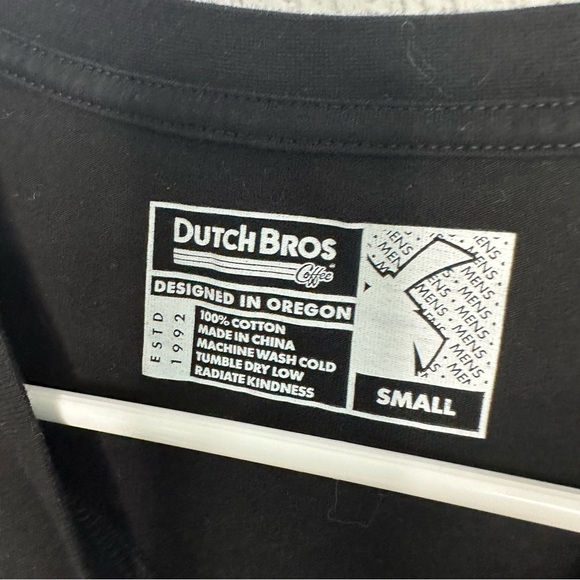 DUTCH BROS
Coffee
DESIGNED IN OREGON
ESTD
1992
100% COTTON
MADE IN CHINA
MACHINE WASH COLD
TUMBLE DRY LOW
RADIATE KINDNESS
MENS
MENS
MENS
MENS
MENS
MENS
MENS
SMALL